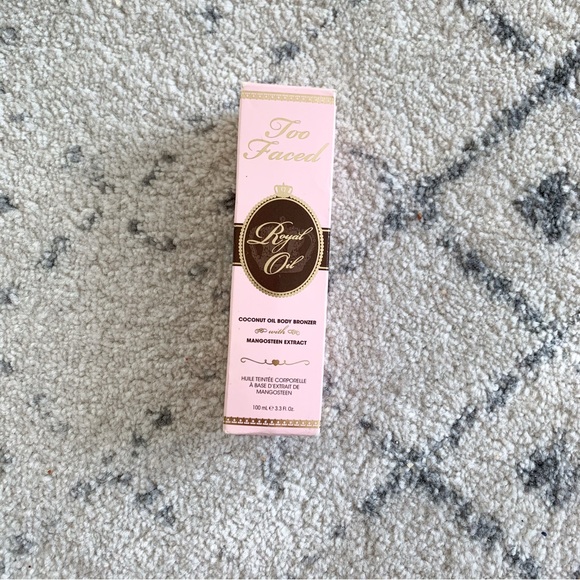 Too
Faced
Royal
Oil
COCONUT OIL BODY BRONZER
with
MANGOSTEEN EXTRACT
HUILE TEINTÉE CORPORELLE
À BASE D'EXTRAIT DE
MANGOSTEEN
100 mL ℮ 3.3 Fl. Oz.